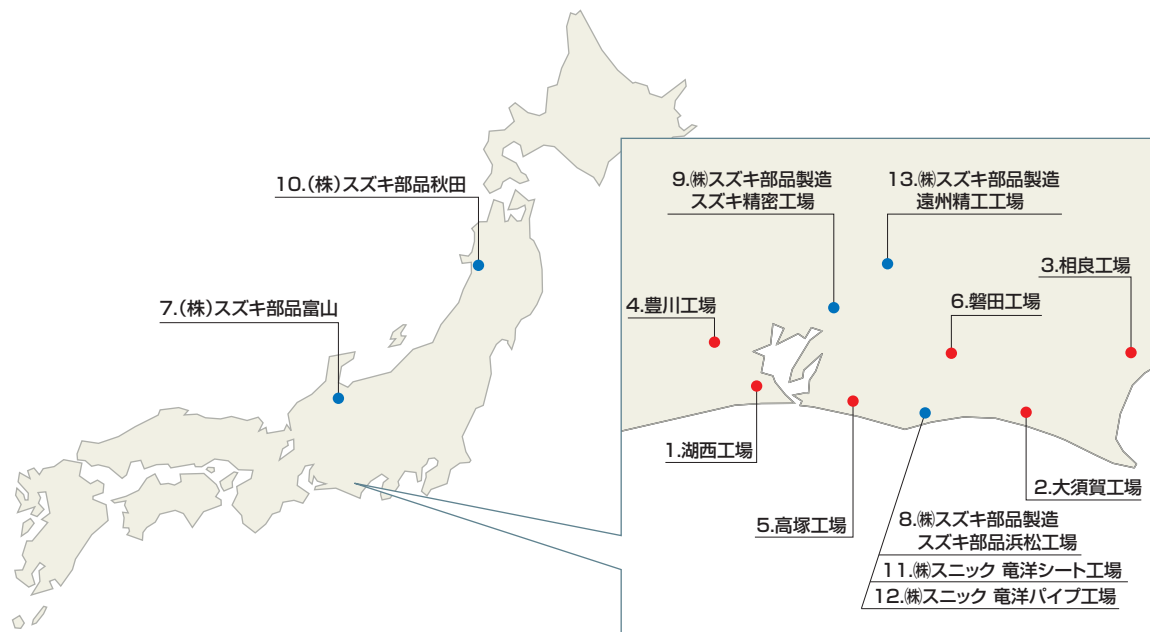 10.(株)スズキ部品秋田
7.(株)スズキ部品富山
9.㈱スズキ部品製造
スズキ精密工場
13.㈱スズキ部品製造
遠州精工工場
3.相良工場
4.豊川工場
6.磐田工場
1.湖西工場
2.大須賀工場
5.高塚工場
8.㈱スズキ部品製造
スズキ部品浜松工場
11.㈱スニック 竜洋シート工場
12.㈱スニック 竜洋パイプ工場